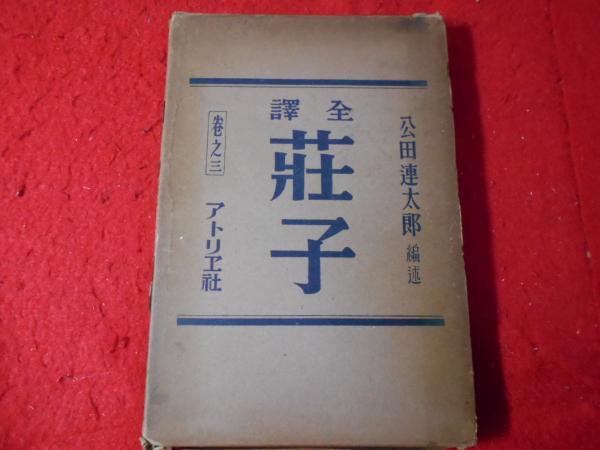 公田連太郎 編述
全譯
莊子
卷之三
アトリヱ社